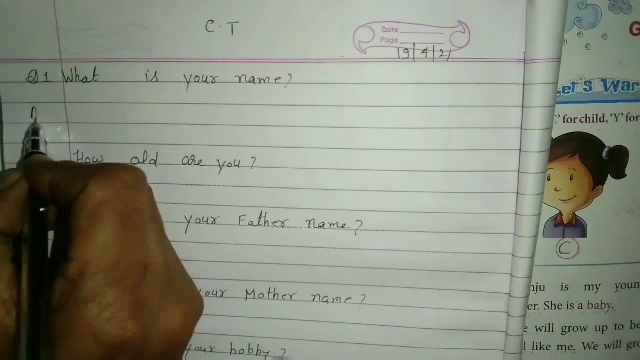 C.T
Date
Page
19/4/21
Q1 What is your name?
How old are you?
your Father name?
your Mother name?
your hobby?
Let's War
' for child, 'Y' for
C
nju is my youn
er. She is a baby.
e will grow up to be
l like me. We will gr